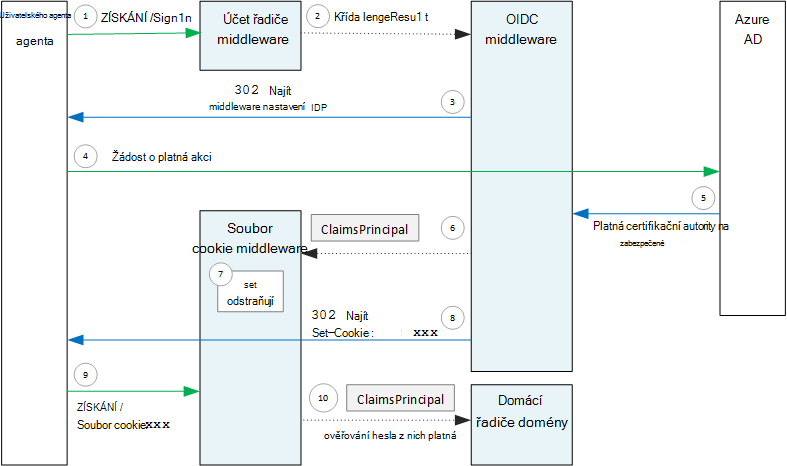 Uživatelského agenta
agenta
1
ZÍSKÁNÍ /Sign1n
Účet řadiče
middleware
2
Křída lengeResu1 t
OIDC
middleware
Azure
AD
302 Najít
middleware nastavení IDP
3
4
Žádost o platná akci
5
Platná certifikační autority na
zabezpečené
Soubor
cookie middleware
ClaimsPrincipal
6
7
set
odstraňují
302 Najít
Set-Cookie: xxx
8
9
ZÍSKÁNÍ /
Soubor cookie:xxx
10
ClaimsPrincipal
ověřování hesla z nich platná
Domácí
řadiče domény